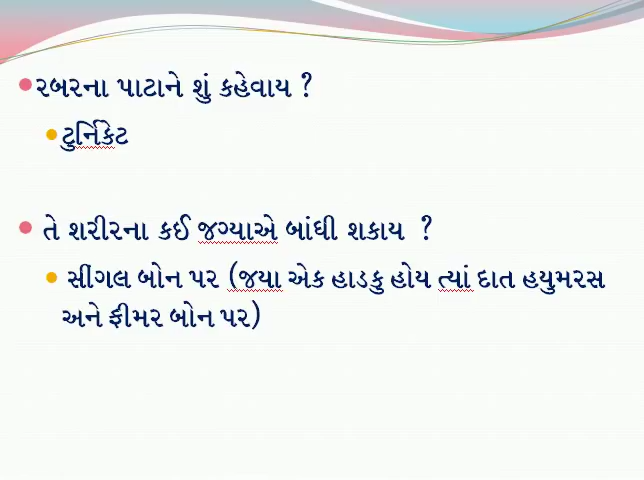 રબરના પાટાને શું કહેવાય ?
ટુર્નિકેટ
તે શરીરના કઈ જગ્યાએ બાંધી શકાય ?
સીંગલ બોન પર (જયા એક હાડકુ હોય ત્યાં દાત હયુમરસ
અને ફીમર બોન પર)